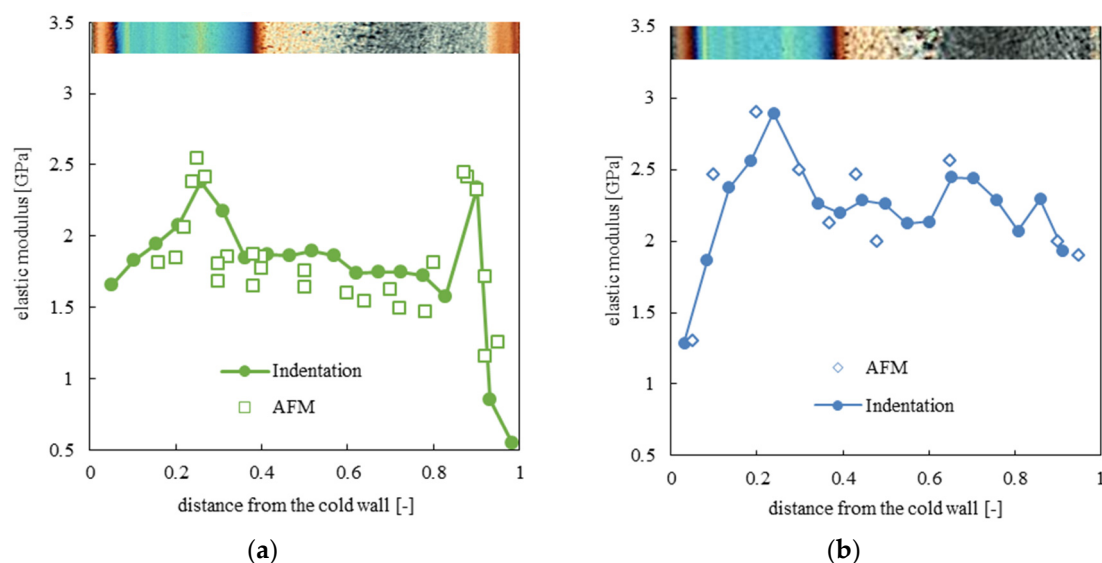 3.5
3
2.5
2
1.5
1
0.5
elastic modulus [GPa]
Indentation
AFM
0 0.2 0.4 0.6 0.8 1
distance from the cold wall [-]
(a)
3.5
3
2.5
2
1.5
1
0.5
elastic modulus [GPa]
AFM
Indentation
0 0.2 0.4 0.6 0.8 1
distance from the cold wall [-]
(b)